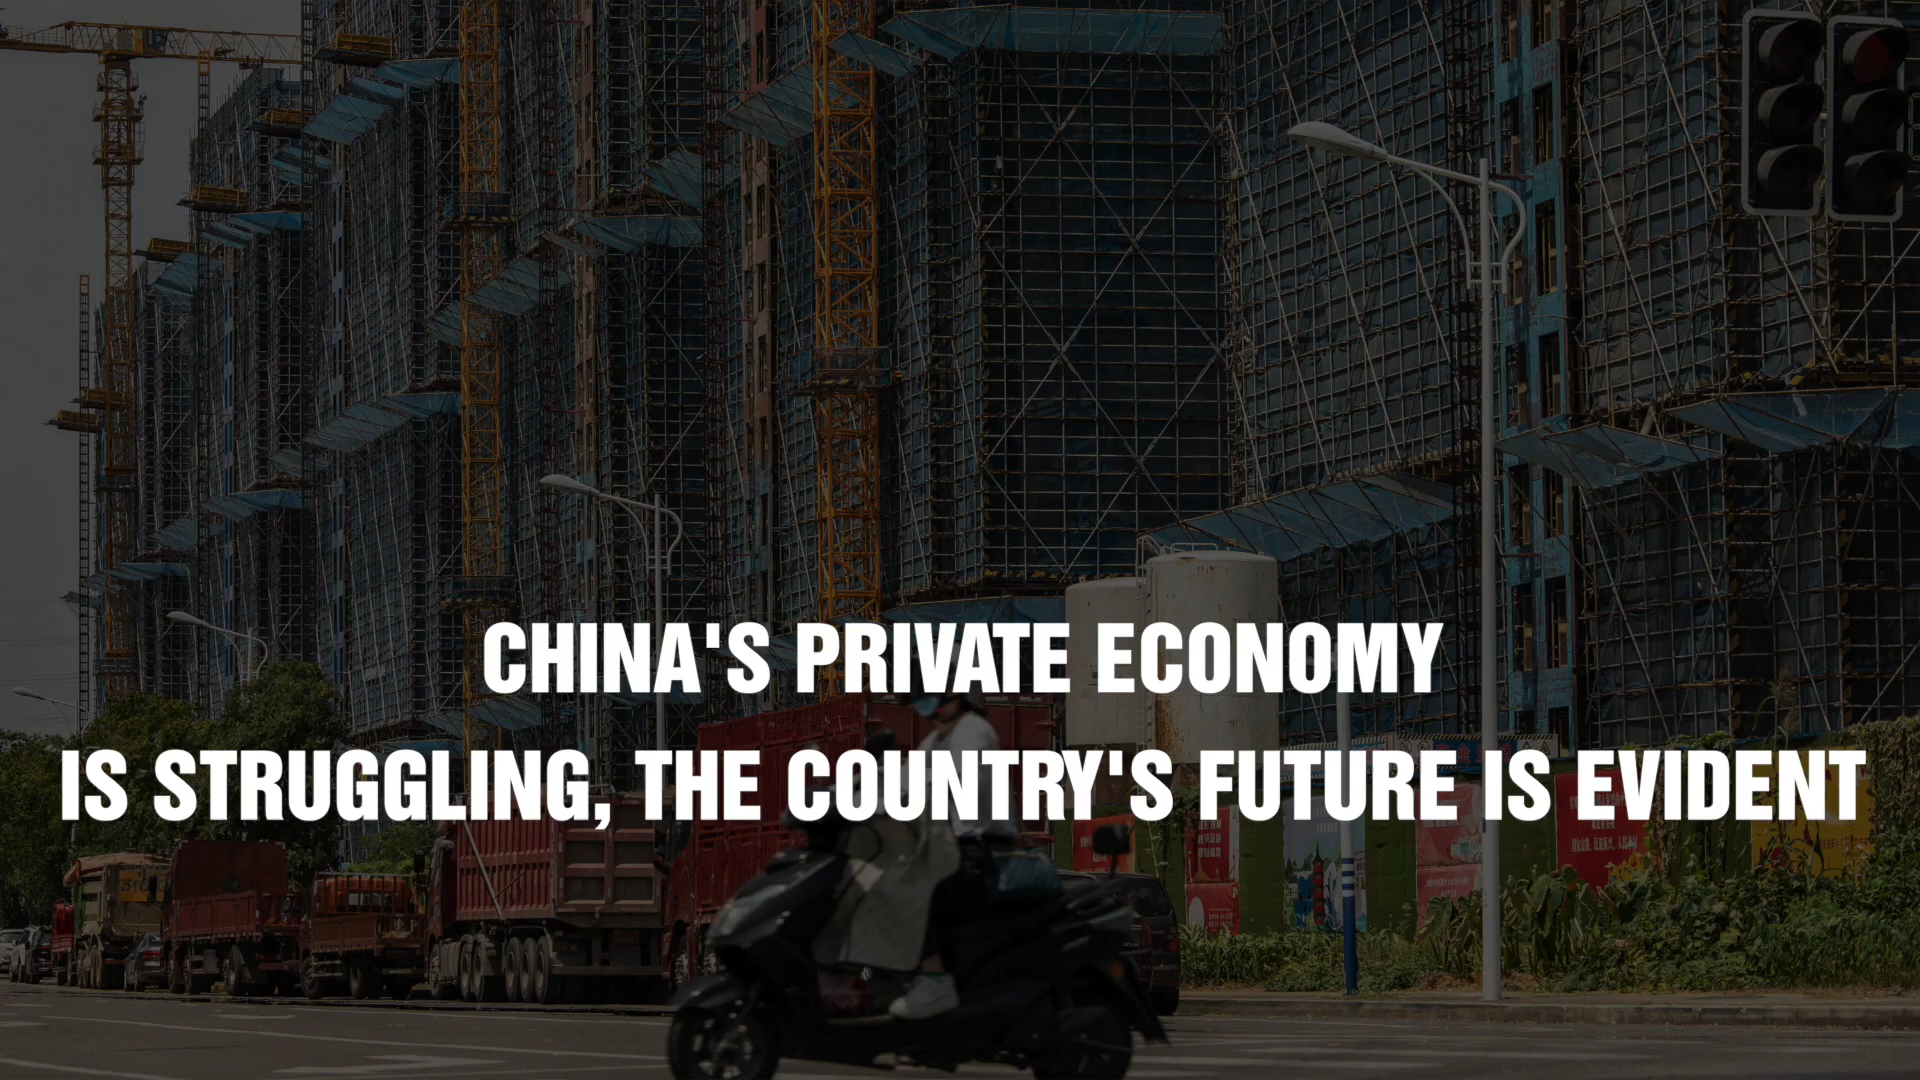 CHINA'S PRIVATE ECONOMY
IS STRUGGLING, THE COUNTRY'S FUTURE IS EVIDENT